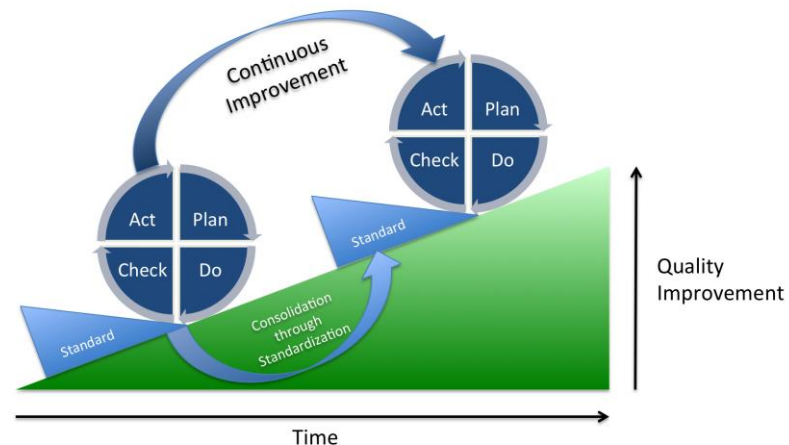 Continuous
Improvement
Act
Plan
Check
Do
Act
Plan
Check
Do
Standard
Standard
Consolidation
through
Standardization
Quality
Improvement
Time